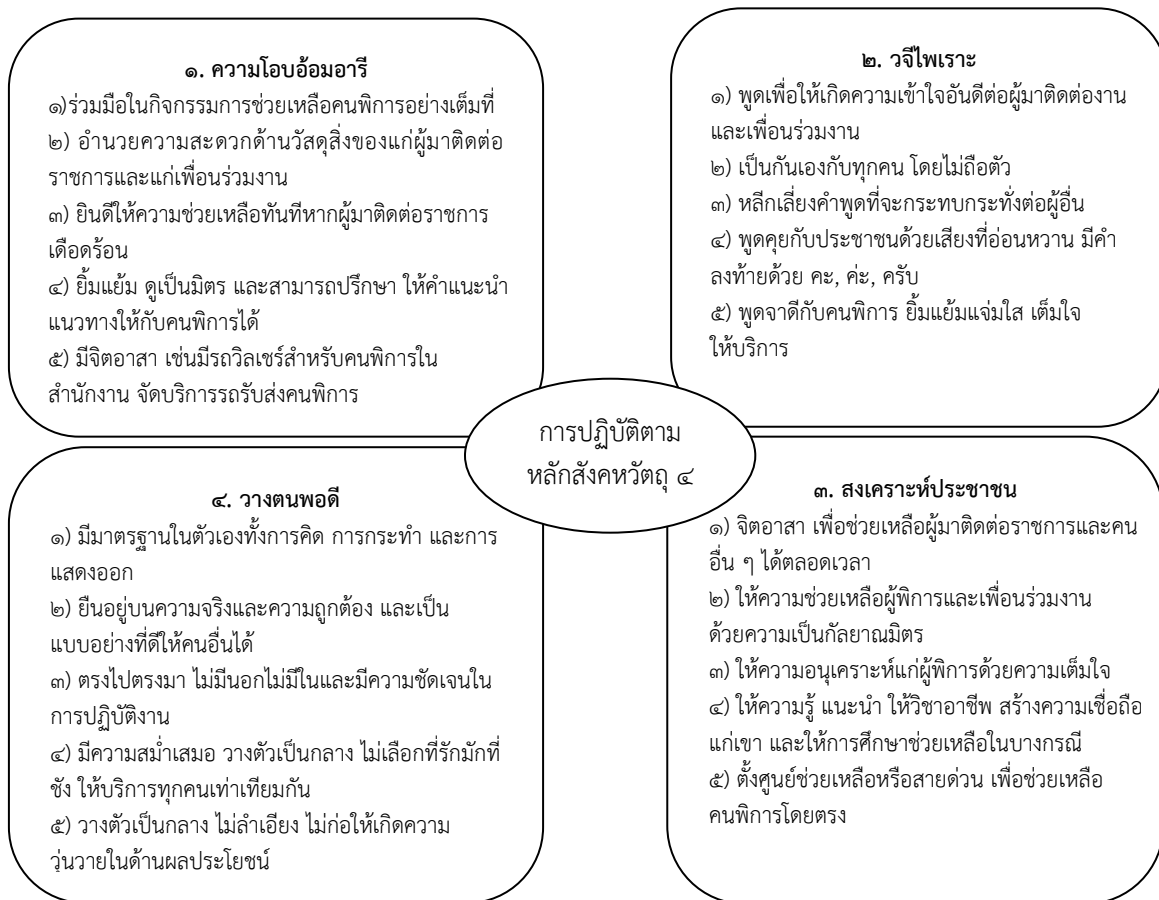 ๑. ความโอบอ้อมอารี
๑)ร่วมมือในกิจกรรมการช่วยเหลือคนพิการอย่างเต็มที่
๒) อำนวยความสะดวกด้านวัสดุสิ่งของแก่ผู้มาติดต่อ
ราชการและแก่เพื่อนร่วมงาน
๓) ยินดีให้ความช่วยเหลือทันทีหากผู้มาติดต่อราชการ
เดือดร้อน
๔) ยิ้มแย้ม ดูเป็นมิตร และสามารถปรึกษา ให้คำแนะนำ
แนวทางให้กับคนพิการได้
๕) มีจิตอาสา เช่นมีรถวิลเชร์สำหรับคนพิการใน
สำนักงาน จัดบริการรถรับส่งคนพิการ
๒. วจีไพเราะ
๑) พูดเพื่อให้เกิดความเข้าใจอันดีต่อผู้มาติดต่องาน
และเพื่อนร่วมงาน
๒) เป็นกันเองกับทุกคน โดยไม่ถือตัว
๓) หลีกเลี่ยงคำพูดที่จะกระทบกระทั่งต่อผู้อื่น
๔) พูดคุยกับประชาชนด้วยเสียงที่อ่อนหวาน มีคำ
ลงท้ายด้วย คะ, ค่ะ, ครับ
๕) พูดจาดีกับคนพิการ ยิ้มแย้มแจ่มใส เต็มใจ
ให้บริการ
การปฏิบัติตาม
หลักสังคหวัตถุ ๔
๔. วางตนพอดี
๑) มีมาตรฐานในตัวเองทั้งการคิด การกระทำ และการ
แสดงออก
๒) ยืนอยู่บนความจริงและความถูกต้อง และเป็น
แบบอย่างที่ดีให้คนอื่นได้
๓) ตรงไปตรงมา ไม่มีนอกไม่มีในและมีความชัดเจนใน
การปฏิบัติงาน
๔) มีความสม่ำเสมอ วางตัวเป็นกลาง ไม่เลือกที่รักมักที่
ชัง ให้บริการทุกคนเท่าเทียมกัน
๕) วางตัวเป็นกลาง ไม่ลำเอียง ไม่ก่อให้เกิดความ
วุ่นวายในด้านผลประโยชน์
๓. สงเคราะห์ประชาชน
๑) จิตอาสา เพื่อช่วยเหลือผู้มาติดต่อราชการและคน
อื่น ๆ ได้ตลอดเวลา
๒) ให้ความช่วยเหลือผู้พิการและเพื่อนร่วมงาน
ด้วยความเป็นกัลยาณมิตร
๓) ให้ความอนุเคราะห์แก่ผู้พิการด้วยความเต็มใจ
๔) ให้ความรู้ แนะนำ ให้วิชาอาชีพ สร้างความเชื่อถือ
แก่เขา และให้การศึกษาช่วยเหลือในบางกรณี
๕) ตั้งศูนย์ช่วยเหลือหรือสายด่วน เพื่อช่วยเหลือ
คนพิการโดยตรง